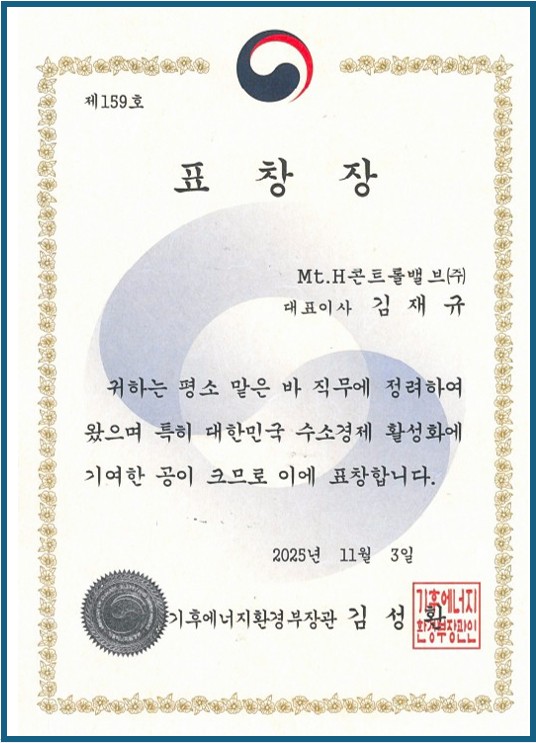 제159호
표 창 장
Mt.H콘트롤밸브(주)
대표이사 김 재 규
귀하는 평소 맡은 바 직무에 정려하여
왔으며 특히 대한민국 수소경제 활성화에
기여한 공이 크므로 이에 표창합니다.
2025년 11월 3일
기후에너지환경부장관 김 성 환
기후에너지
환경부장관인